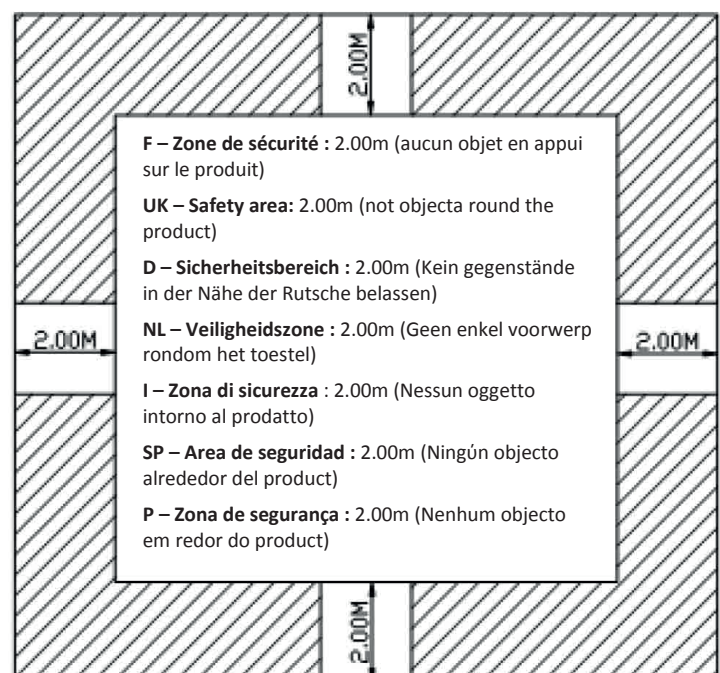 2.00M
F – Zone de sécurité : 2.00m (aucun objet en appui
sur le produit)
UK – Safety area: 2.00m (not objecta round the
product)
D – Sicherheitsbereich : 2.00m (Kein gegenstände
in der Nähe der Rutsche belassen)
NL – Veiligheidszone : 2.00m (Geen enkel voorwerp
rondom het toestel)
2.00M
2.00M
I – Zona di sicurezza : 2.00m (Nessun oggetto
intorno al prodatto)
SP – Area de seguridad : 2.00m (Ningún objecto
alrededor del product)
P – Zona de segurança : 2.00m (Nenhum objecto
em redor do product)
2.00M